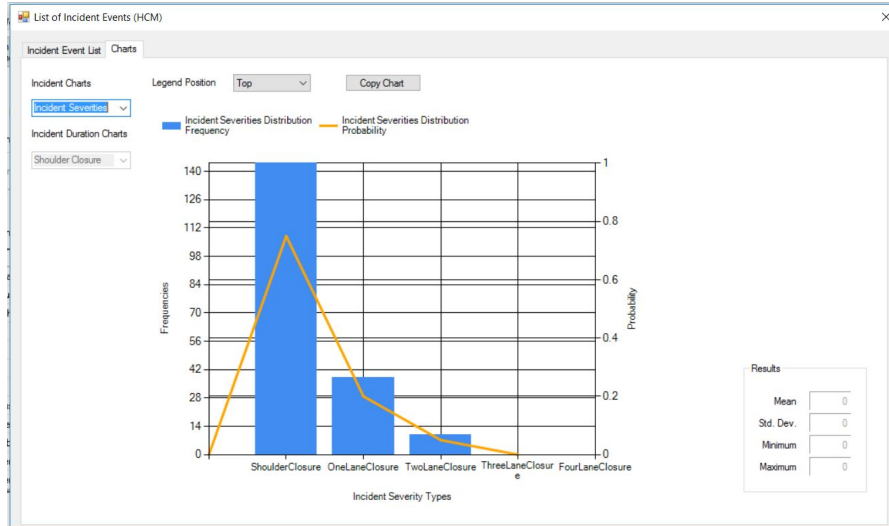 List of Incident Events (HCM)
Incident Event List
Charts
Incident Charts
Legend Position
Top
Copy Chart
Incident Severities
Incident Duration Charts
Shoulder Closure
Incident Severities Distribution
Frequency
Incident Severities Distribution
Probability
140
126
112
98
84
70
56
42
28
14
0
Frequencies
1
0.8
0.6
0.4
0.2
0
Probability
ShoulderClosure
OneLaneClosure
TwoLaneClosure
ThreeLaneClosur
e
FourLaneClosure
Incident Severity Types
Results
Mean 0
Std. Dev. 0
Minimum 0
Maximum 0